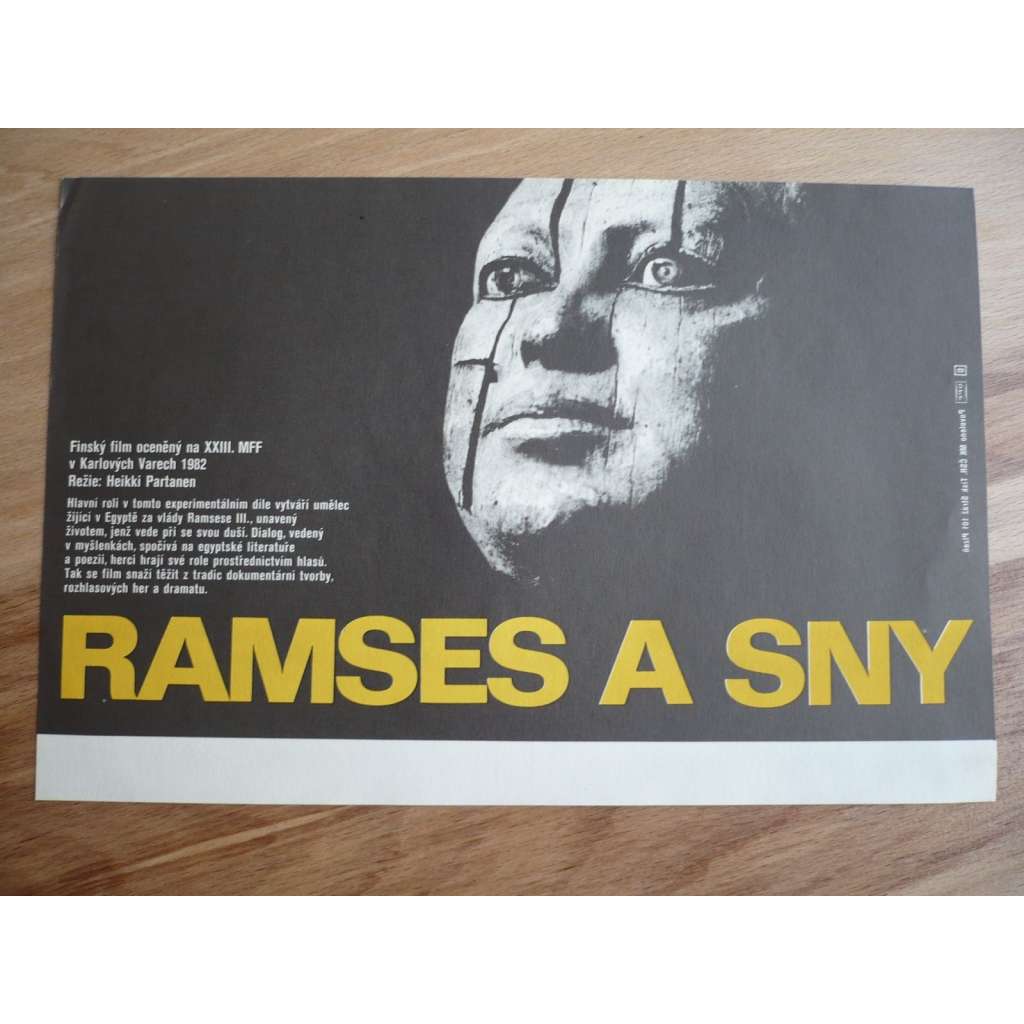 Finský film oceněný na XXIII. MFF
v Karlových Varech 1982
Režie: Heikki Partanen
Hlavní roli v tomto experimentálním díle vytváří umělec
žijící v Egyptě za vlády Ramsese III., unavený
životem, jenž vede při se svou duší. Dialog, vedený
v myšlenkách, spočívá na egyptské literatuře
a poezii, herci hrají své role prostřednictvím hlasů.
Tak se film snaží těžit z tradic dokumentární tvorby,
rozhlasových her a dramatu.
RAMSES A SNY